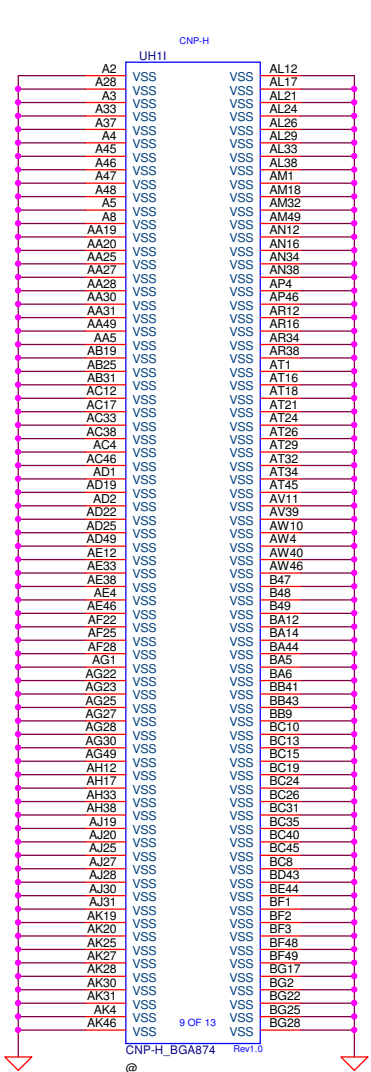 CNP-H
UH1I
A2 VSS VSS AL12
A28 VSS VSS AL17
A3 VSS VSS AL21
A33 VSS VSS AL24
A37 VSS VSS AL26
A4 VSS VSS AL29
A45 VSS VSS AL33
A46 VSS VSS AL38
A47 VSS VSS AM1
A48 VSS VSS AM18
A5 VSS VSS AM32
A8 VSS VSS AM49
AA19 VSS VSS AN12
AA20 VSS VSS AN16
AA25 VSS VSS AN34
AA27 VSS VSS AN38
AA28 VSS VSS AP4
AA30 VSS VSS AP46
AA31 VSS VSS AR12
AA49 VSS VSS AR16
AA5 VSS VSS AR34
AB19 VSS VSS AR38
AB25 VSS VSS AT1
AB31 VSS VSS AT16
AC12 VSS VSS AT18
AC17 VSS VSS AT21
AC33 VSS VSS AT24
AC38 VSS VSS AT26
AC4 VSS VSS AT29
AC46 VSS VSS AT32
AD1 VSS VSS AT34
AD19 VSS VSS AT45
AD2 VSS VSS AV11
AD22 VSS VSS AV39
AD25 VSS VSS AW10
AD49 VSS VSS AW4
AE12 VSS VSS AW40
AE33 VSS VSS AW46
AE38 VSS VSS B47
AE4 VSS VSS B48
AE46 VSS VSS B49
AF22 VSS VSS BA12
AF25 VSS VSS BA14
AF28 VSS VSS BA44
AG1 VSS VSS BA5
AG22 VSS VSS BA6
AG23 VSS VSS BB41
AG25 VSS VSS BB43
AG27 VSS VSS BB9
AG28 VSS VSS BC10
AG30 VSS VSS BC13
AG49 VSS VSS BC15
AH12 VSS VSS BC19
AH17 VSS VSS BC24
AH33 VSS VSS BC26
AH38 VSS VSS BC31
AJ19 VSS VSS BC35
AJ20 VSS VSS BC40
AJ25 VSS VSS BC45
AJ27 VSS VSS BC8
AJ28 VSS VSS BD43
AJ30 VSS VSS BE44
AJ31 VSS VSS BF1
AK19 VSS VSS BF2
AK20 VSS VSS BF3
AK25 VSS VSS BF48
AK27 VSS VSS BF49
AK28 VSS VSS BG17
AK30 VSS VSS BG2
AK31 VSS VSS BG22
AK4 VSS VSS BG25
AK46 VSS 9 OF 13 VSS BG28
CNP-H_BGA874 Rev1.0
@